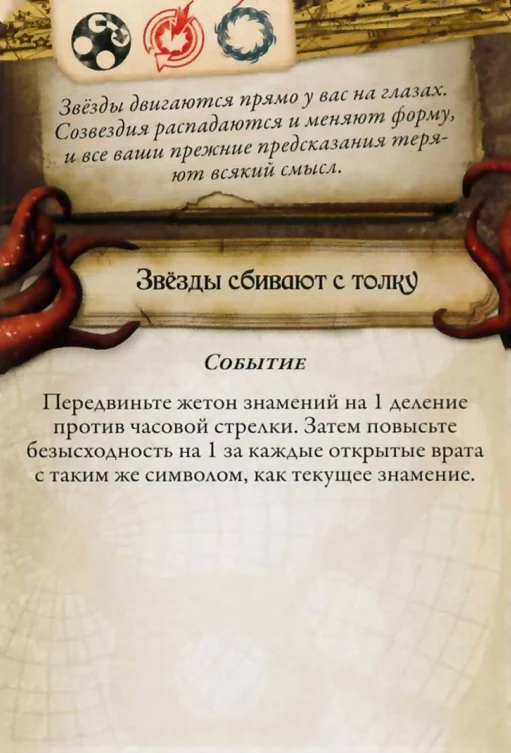 Звёзды двигаются прямо у вас на глазах.
Созвездия распадаются и меняют форму,
и все ваши прежние предсказания теря-
ют всякий смысл.
Звёзды сбивают с толку
Событие
Передвиньте жетон знамений на 1 деление
против часовой стрелки. Затем повысьте
безысходность на 1 за каждые открытые врата
с таким же символом, как текущее знамение.